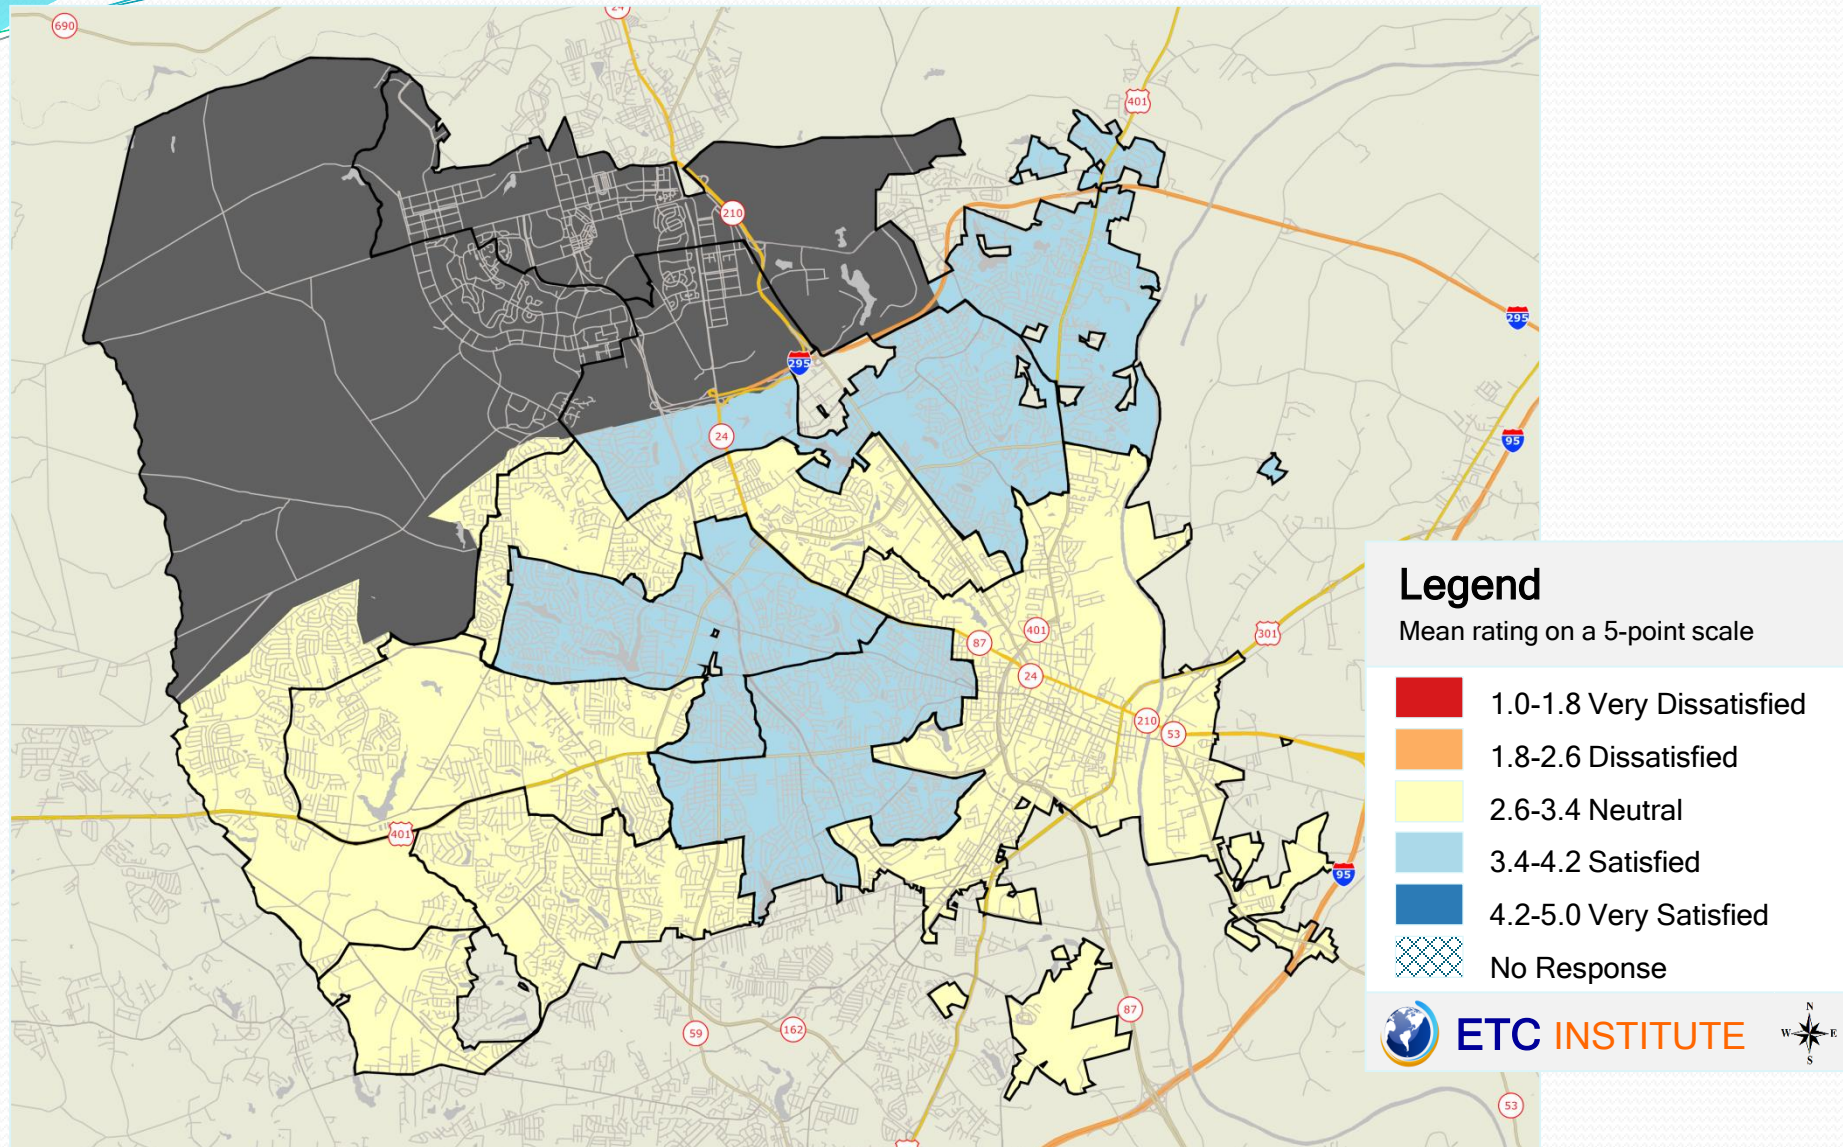 690
24
401
210
295
295
24
95
Legend
Mean rating on a 5-point scale
1.0-1.8 Very Dissatisfied
1.8-2.6 Dissatisfied
2.6-3.4 Neutral
3.4-4.2 Satisfied
4.2-5.0 Very Satisfied
No Response
ETC INSTITUTE
N
W E
S
87
401
301
24
210
53
401
95
87
59
162
53